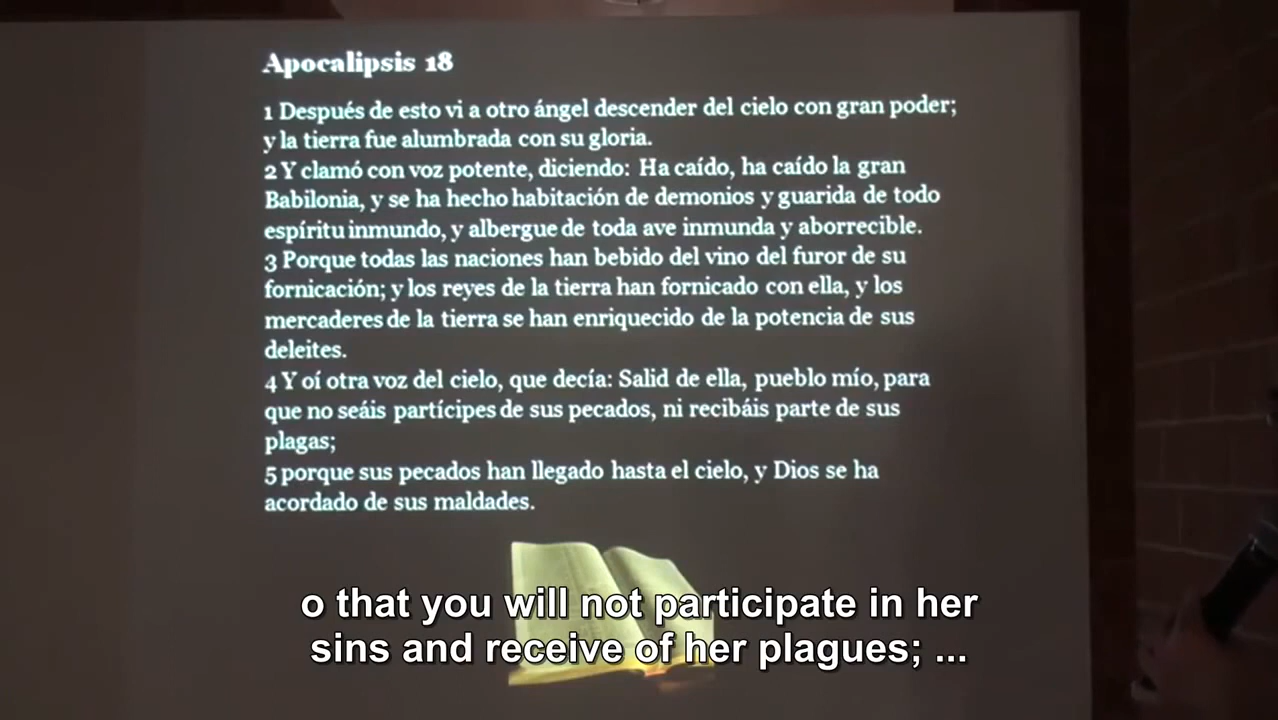 Apocalipsis 18
1 Después de esto vi a otro ángel descender del cielo con gran poder;
y la tierra fue alumbrada con su gloria.
2 Y clamó con voz potente, diciendo: Ha caído, ha caído la gran
Babilonia, y se ha hecho habitación de demonios y guarida de todo
espíritu inmundo, y albergue de toda ave inmunda y aborrecible.
3 Porque todas las naciones han bebido del vino del furor de su
fornicación; y los reyes de la tierra han fornicado con ella, y los
mercaderes de la tierra se han enriquecido de la potencia de sus
deleites.
4 Y oí otra voz del cielo, que decía: Salid de ella, pueblo mío, para
que no seáis partícipes de sus pecados, ni recibáis parte de sus
plagas;
5 porque sus pecados han llegado hasta el cielo, y Dios se ha
acordado de sus maldades.
o that you will not participate in her
sins and receive of her plagues; ...